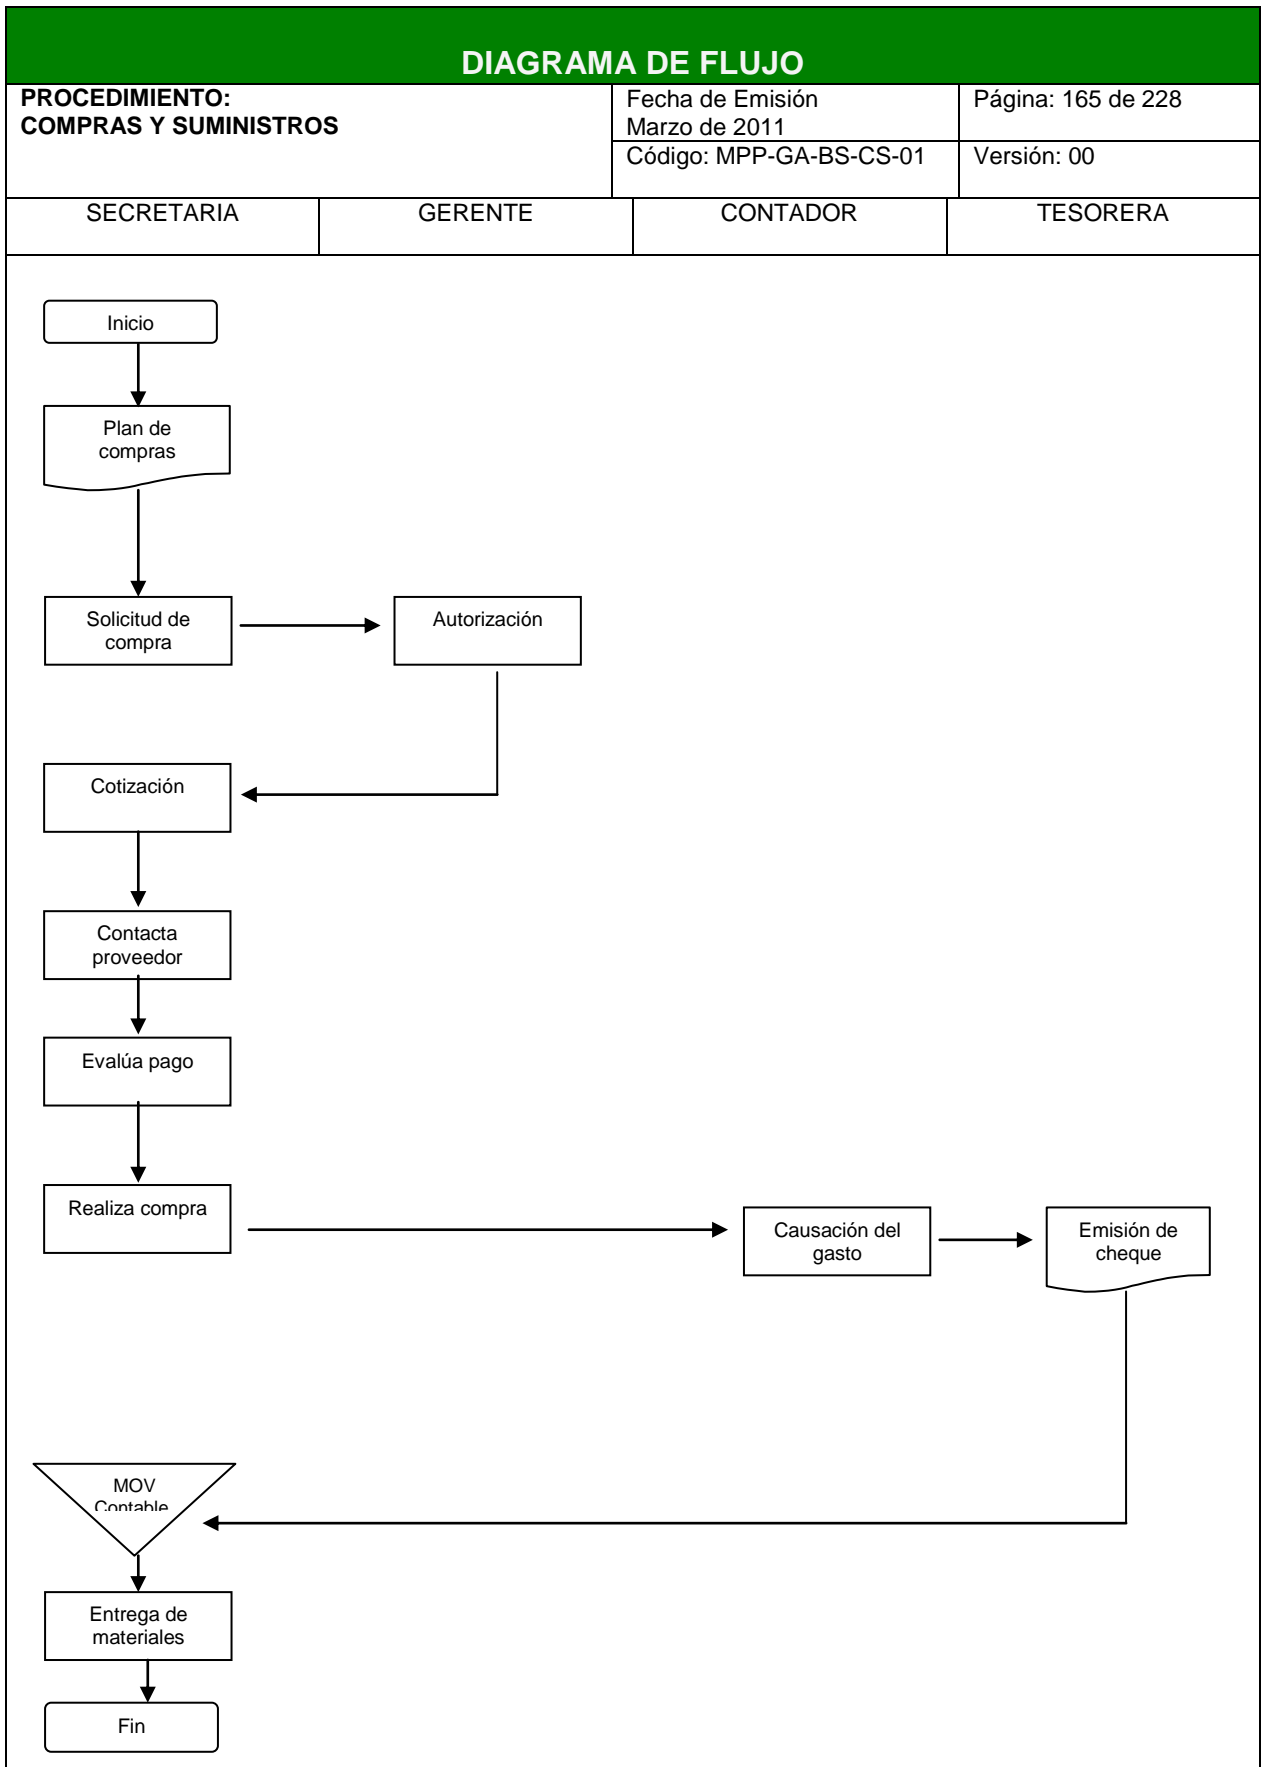 DIAGRAMA DE FLUJO
PROCEDIMIENTO:
COMPRAS Y SUMINISTROS
Fecha de Emisión
Marzo de 2011
Página: 165 de 228
Código: MPP-GA-BS-CS-01
Versión: 00
SECRETARIA
GERENTE
CONTADOR
TESORERA
Inicio
Plan de
compras
Solicitud de
compra
Autorización
Cotización
Contacta
proveedor
Evalúa pago
Realiza compra
Causación del
gasto
Emisión de
cheque
MOV
Contable
Entrega de
materiales
Fin